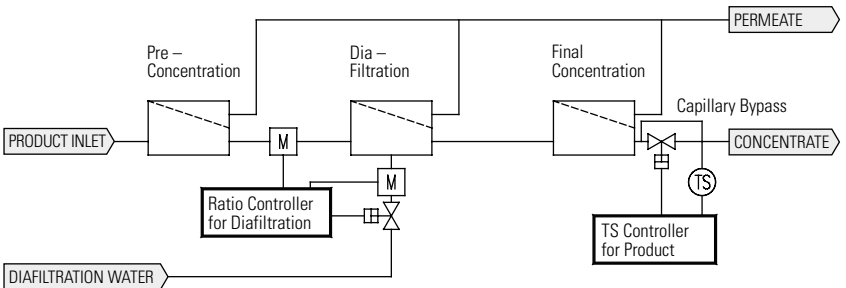 PERMEATE
Pre –
Concentration
Dia –
Filtration
Final
Concentration
Capillary Bypass
PRODUCT INLET
M
CONCENTRATE
M
TS
Ratio Controller
for Diafiltration
TS Controller
for Product
DIAFILTRATION WATER